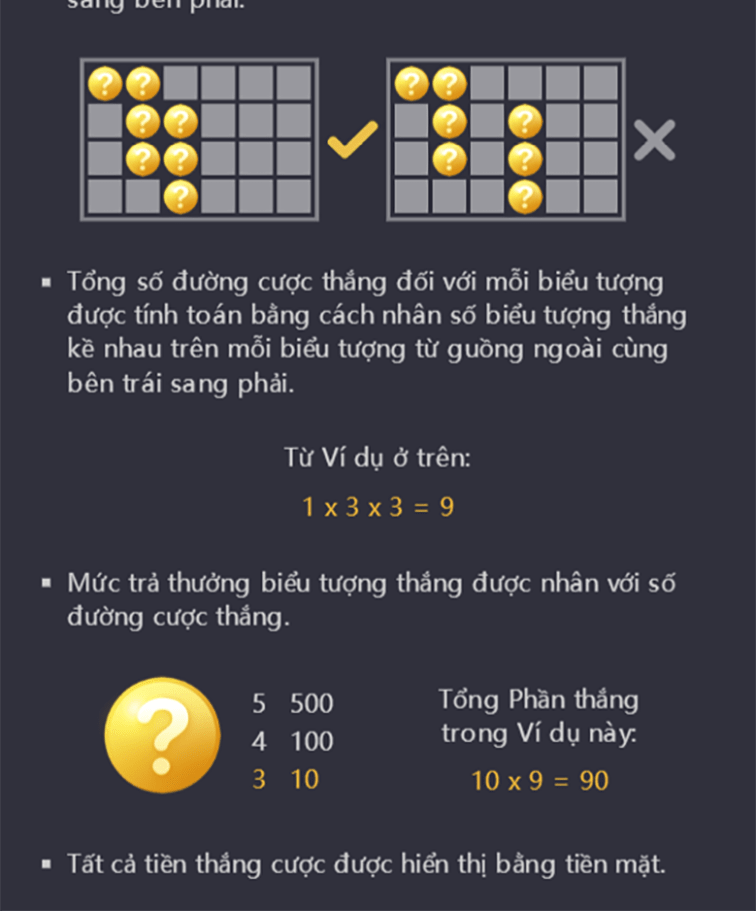 sang bên phải.
Tổng số đường cược thắng đối với mỗi biểu tượng
được tính toán bằng cách nhân số biểu tượng thắng
kề nhau trên mỗi biểu tượng từ guồng ngoài cùng
bên trái sang phải.
Từ Ví dụ ở trên:
1 x 3 x 3 = 9
Mức trả thưởng biểu tượng thắng được nhân với số
đường cược thắng.
5 500
4 100
3 10
Tổng Phần thắng
trong Ví dụ này:
10 x 9 = 90
Tất cả tiền thắng cược được hiển thị bằng tiền mặt.